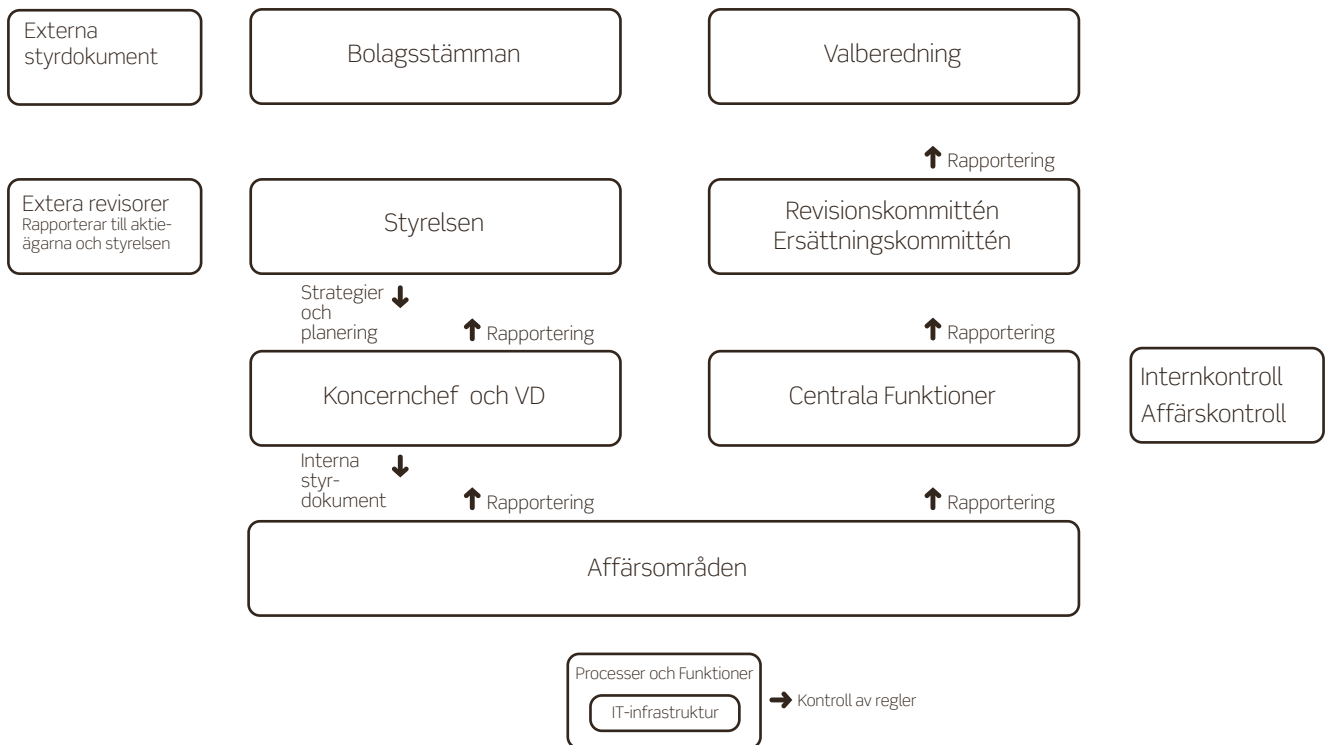 Externa
styrdokument
Bolagsstämman
Valberedning
Rapportering
Extera revisorer
Rapporterar till aktie-
ägarna och styrelsen
Styrelsen
Revisionskommittén
Ersättningskommittén
Strategier
och
planering
Rapportering
Rapportering
Koncernchef och VD
Centrala Funktioner
Internkontroll
Affärskontroll
Interna
styr-
dokument
Rapportering
Rapportering
Affärsområden
Processer och Funktioner
IT-infrastruktur
Kontroll av regler